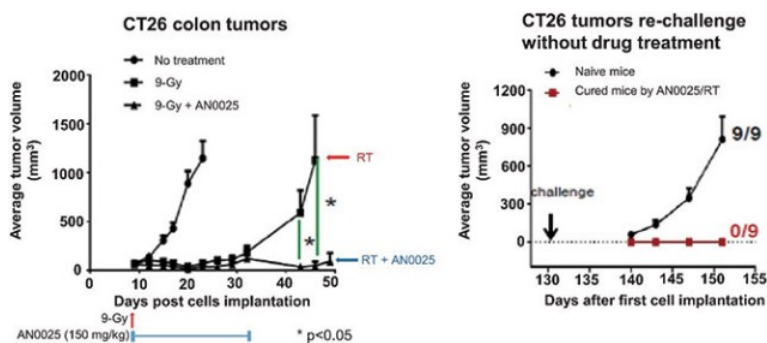 CT26 colon tumors
No treatment
9-Gy
9-Gy + AN0025
Average tumor volume
(mm³)
2000
1500
1000
500
0
RT
*
*
RT + AN0025
0
10
20
30
40
50
Days post cells implantation
9-Gy
AN0025 (150 mg/kg)
* p<0.05
CT26 tumors re-challenge
without drug treatment
Naive mice
Cured mice by AN0025/RT
Average tumor volume
(mm³)
1200
900
600
300
0
challenge
9/9
0/9
130
135
140
145
150
155
Days after first cell implantation